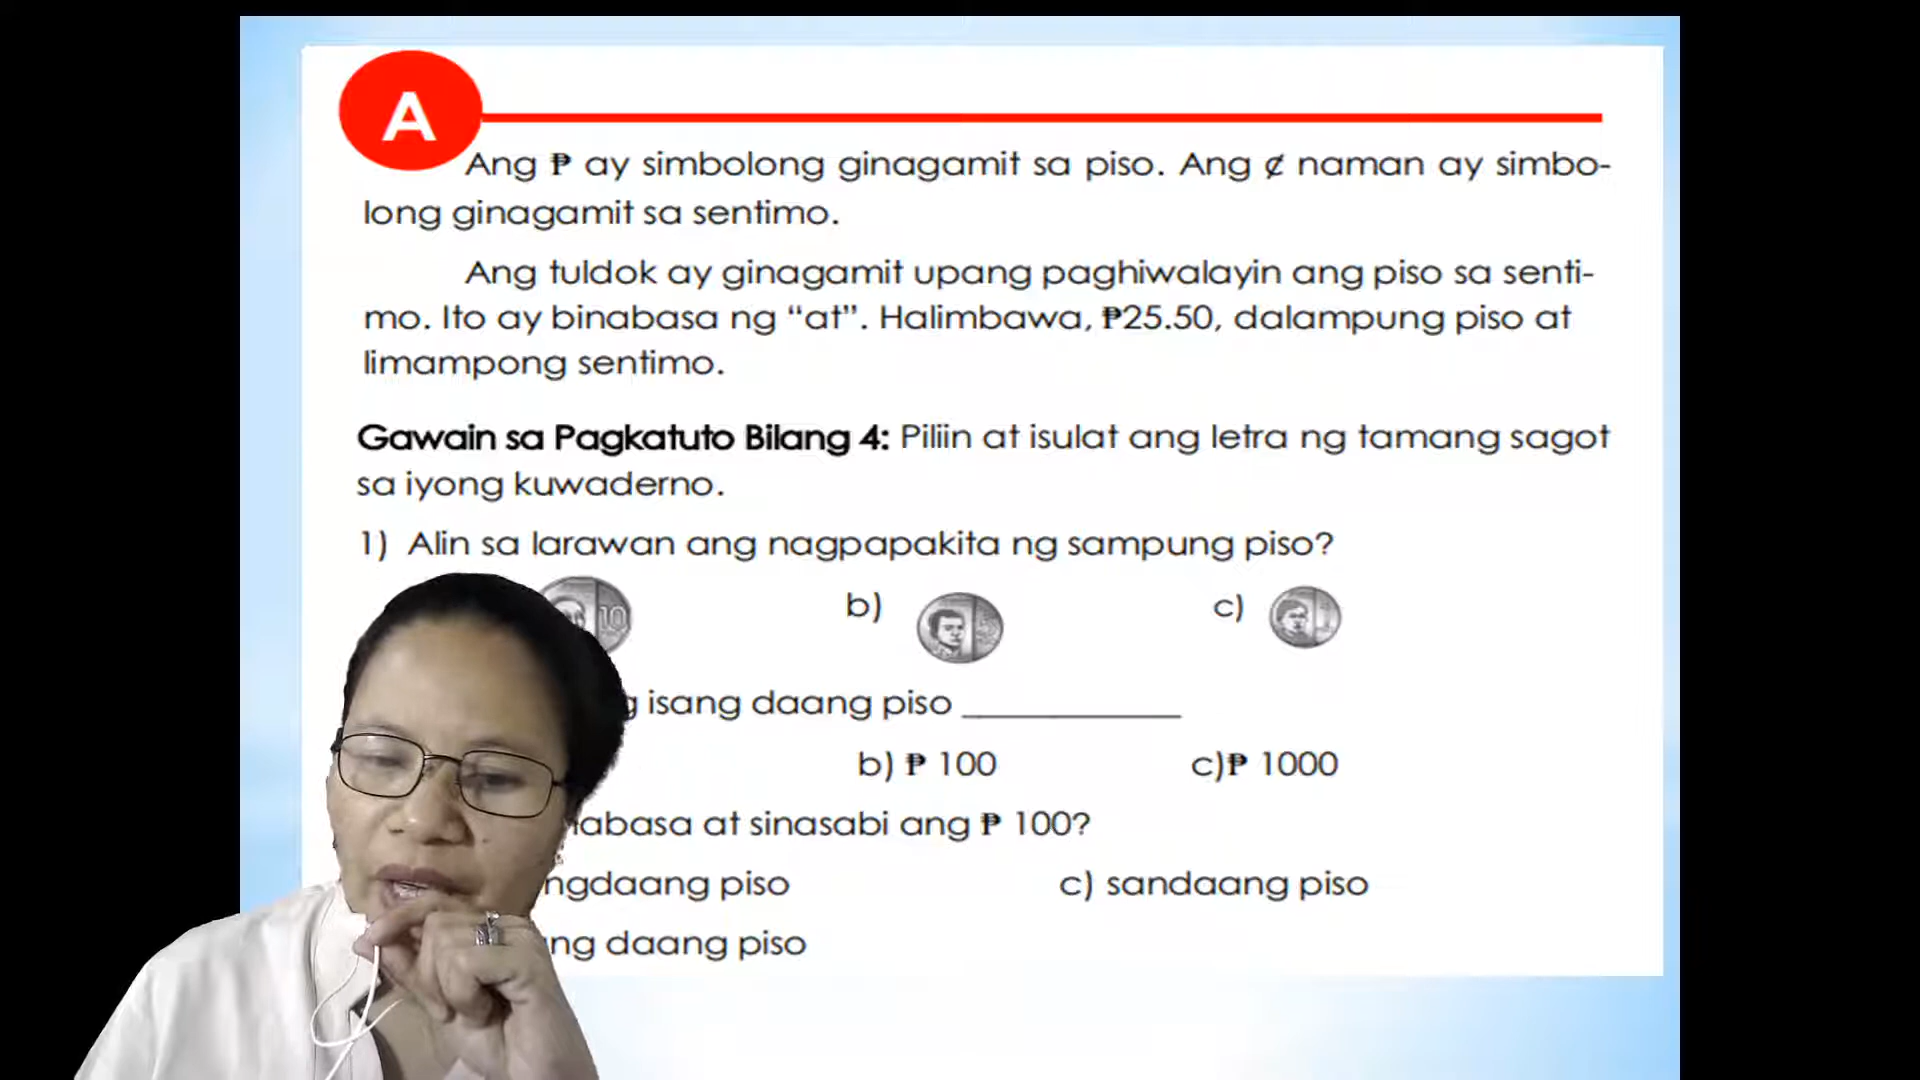 A
Ang ₱ ay simbolong ginagamit sa piso. Ang ¢ naman ay simbo-
long ginagamit sa sentimo.
Ang tuldok ay ginagamit upang paghiwalayin ang piso sa senti-
mo. Ito ay binabasa ng “at”. Halimbawa, ₱25.50, dalampung piso at
limampong sentimo.
Gawain sa Pagkatuto Bilang 4: Piliin at isulat ang letra ng tamang sagot
sa iyong kuwaderno.
1) Alin sa larawan ang nagpapakita ng sampung piso?
10 b) c)
isang daang piso ____________
b) ₱ 100 c)₱ 1000
at sinasabi ang ₱ 100?
piso c) sandaang piso
daang piso